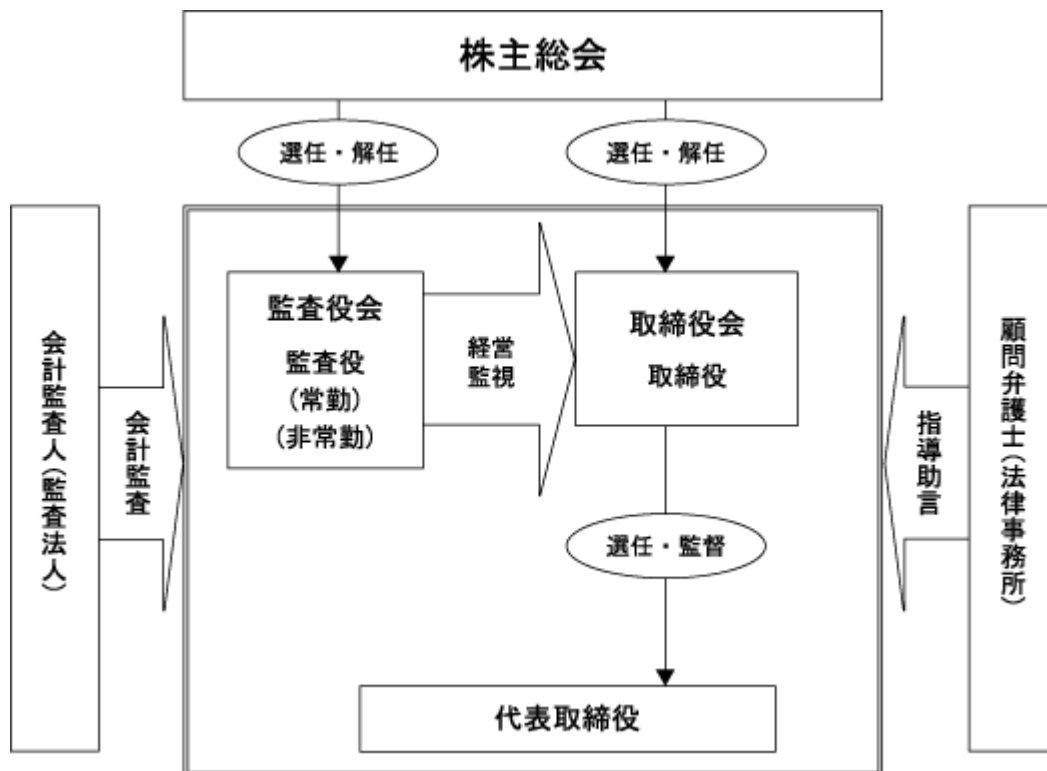 株主総会
選任・解任
選任・解任
会計監査人(監査法人)
会計監査
監査役会
監査役
(常勤)
(非常勤)
経営
監視
取締役会
取締役
選任・監督
代表取締役
指導助言
顧問弁護士(法律事務所)